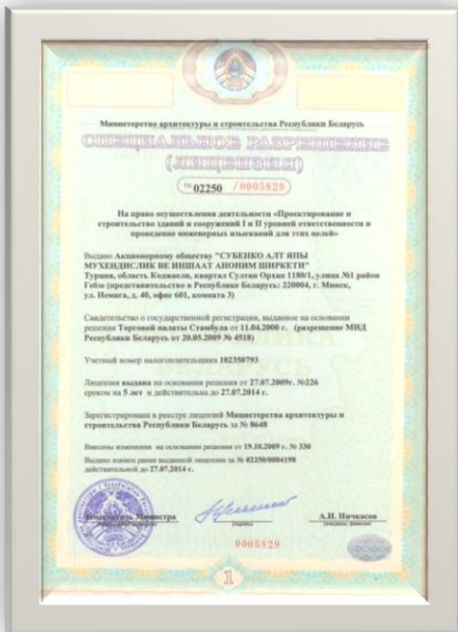 Министерство архитектуры и строительства Республики Беларусь
СПЕЦИАЛЬНОЕ РАЗРЕШЕНИЕ
(ЛИЦЕНЗИЯ)
№ 02250 / 0005829
На право осуществления деятельности «Проектирование и
строительство зданий и сооружений I и II уровней ответственности и
проведение инженерных изысканий для этих целей»
Выдано Акционерному обществу "СУБЕНКО АЛТ ЯПЫ
МУХЕНДИСЛИК ВЕ ИНШААТ АНОНИМ ШИРКЕТИ"
Турция, область Коджаели, квартал Султан Орхан 1180/1, улица №1 район
Гебзе (представительство в Республике Беларусь: 220004, г. Минск,
ул. Немига, д. 40, офис 601, комната 3)
Свидетельство о государственной регистрации, выданное на основании
решения Торговой палаты Стамбула от 11.04.2000 г. (разрешение МИД
Республики Беларусь от 20.05.2009 № 4518)
Учетный номер налогоплательщика 102350793
Лицензия выдана на основании решения от 27.07.2009г. №226
сроком на 5 лет и действительна до 27.07.2014 г.
Зарегистрирована в реестре лицензий Министерства архитектуры и
строительства Республики Беларусь за № 8648
Внесены изменения на основании решения от 19.10.2009 г. № 330
Выдано взамен ранее выданной лицензии за № 02250/0004198
действительной до 27.07.2014 г.
Заместитель Министра
А.И. Ничкасов
0005829
1